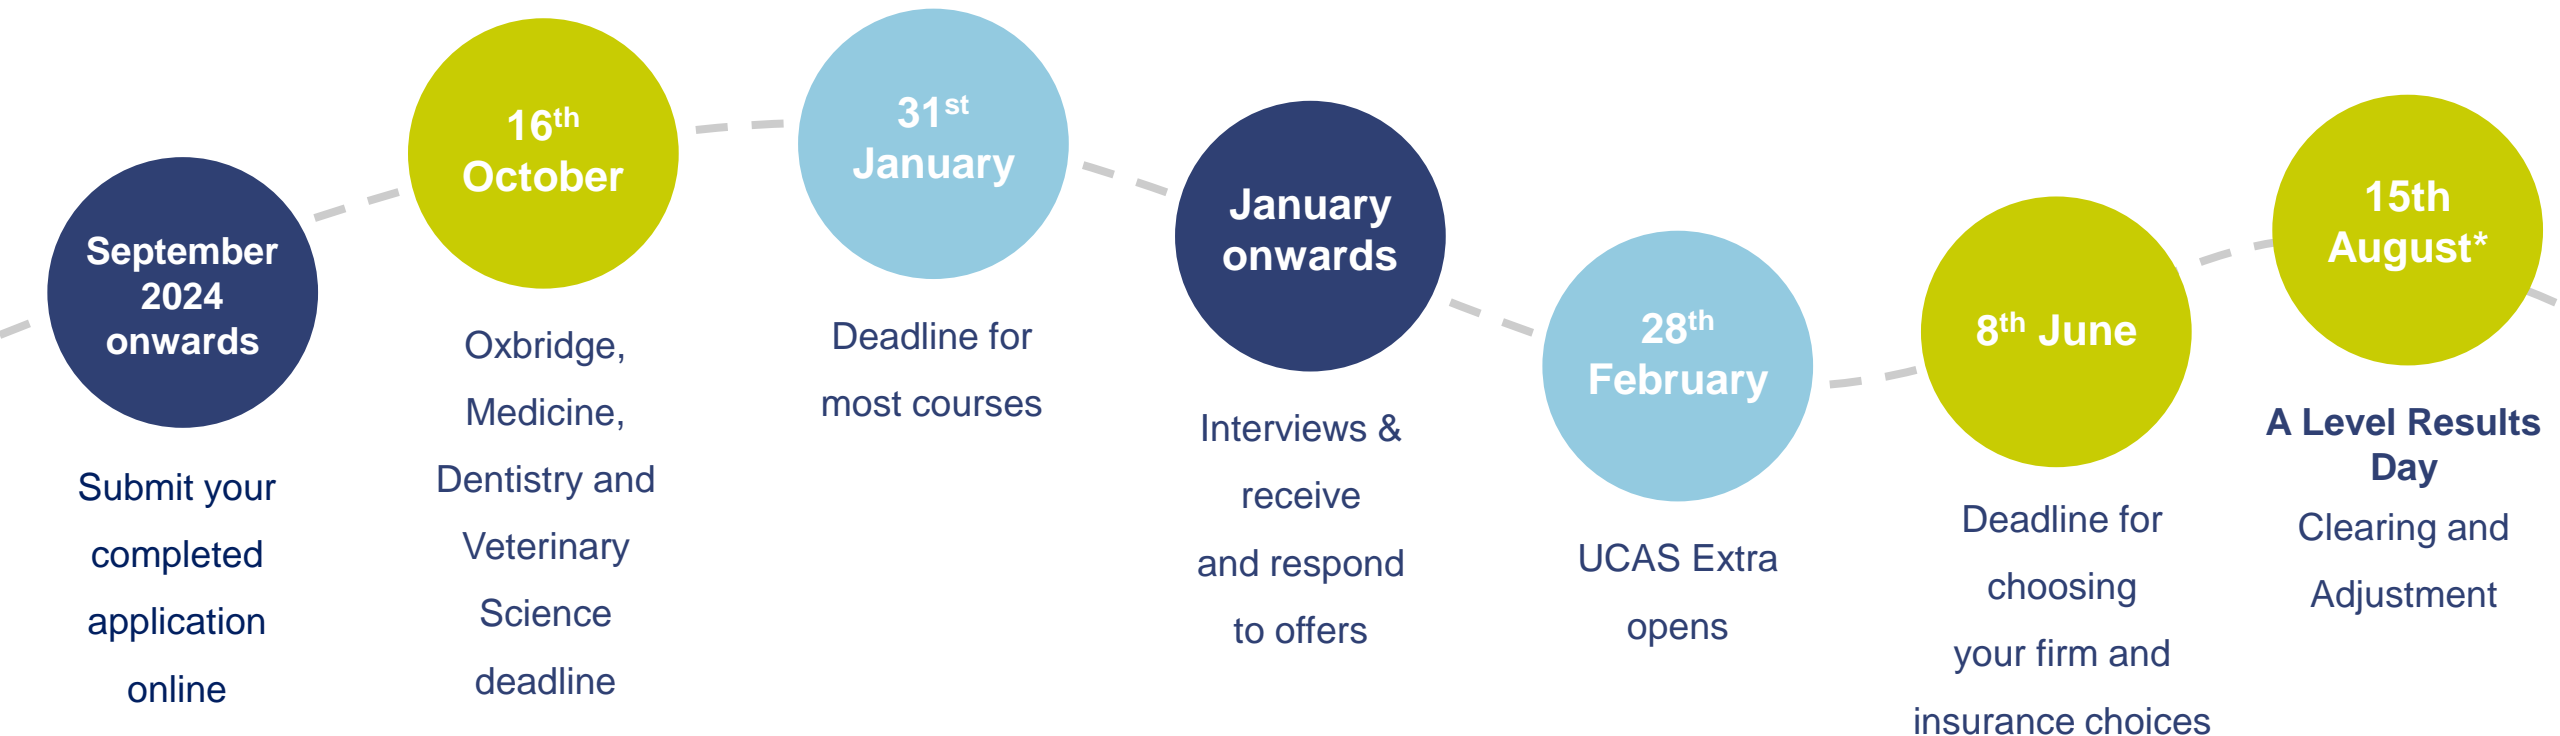 September
2024
onwards
Submit your
completed
application
online
16th
October
Oxbridge,
Medicine,
Dentistry and
Veterinary
Science
deadline
31st
January
Deadline for
most courses
January
onwards
Interviews &
receive
and respond
to offers
28th
February
UCAS Extra
opens
8th June
Deadline for
choosing
your firm and
insurance choices
15th
August*
A Level Results
Day
Clearing and
Adjustment